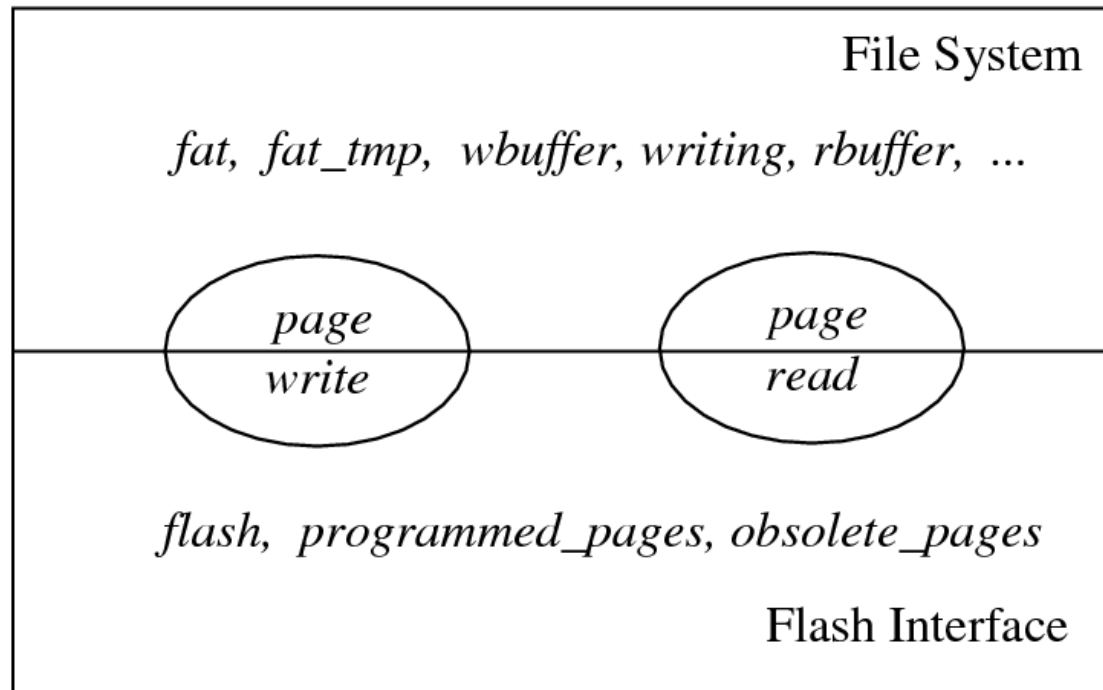 File System
fat, fat_tmp, wbuffer, writing, rbuffer, ...
page
write
page
read
flash, programmed_pages, obsolete_pages
Flash Interface